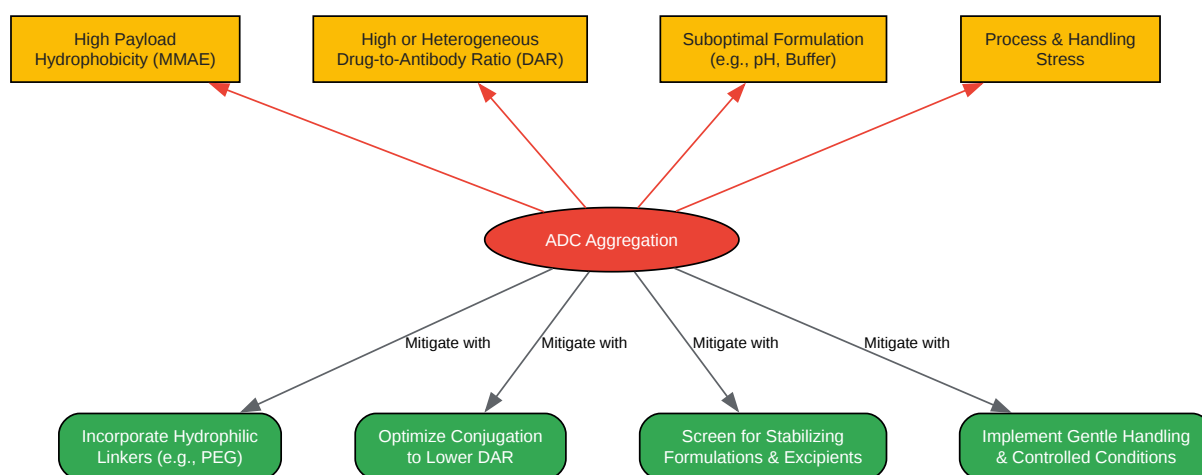 High Payload
Hydrophobicity (MMAE)
High or Heterogeneous
Drug-to-Antibody Ratio (DAR)
Suboptimal Formulation
(e.g., pH, Buffer)
Process & Handling
Stress
ADC Aggregation
Mitigate with
Mitigate with
Mitigate with
Mitigate with
Incorporate Hydrophilic
Linkers (e.g., PEG)
Optimize Conjugation
to Lower DAR
Screen for Stabilizing
Formulations & Excipients
Implement Gentle Handling
& Controlled Conditions